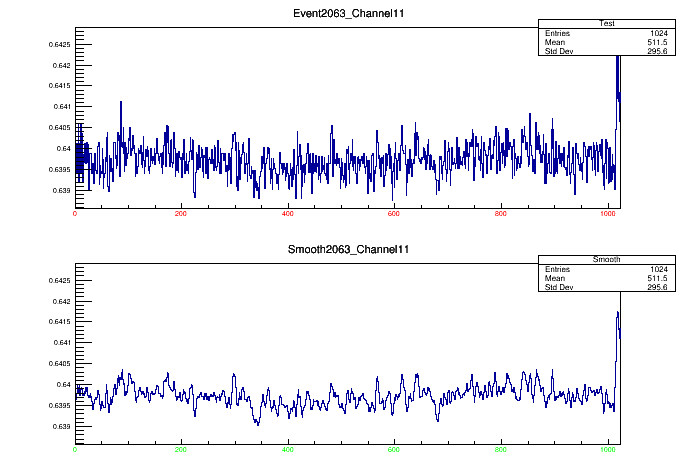 Event2063_Channel11
Test
Entries 1024
Mean 511.5
Std Dev 295.6
0.6425
0.642
0.6415
0.641
0.6405
0.64
0.6395
0.639
0 200 400 600 800 1000
Smooth2063_Channel11
Smooth
Entries 1024
Mean 511.5
Std Dev 295.6
0.6425
0.642
0.6415
0.641
0.6405
0.64
0.6395
0.639
0 200 400 600 800 1000